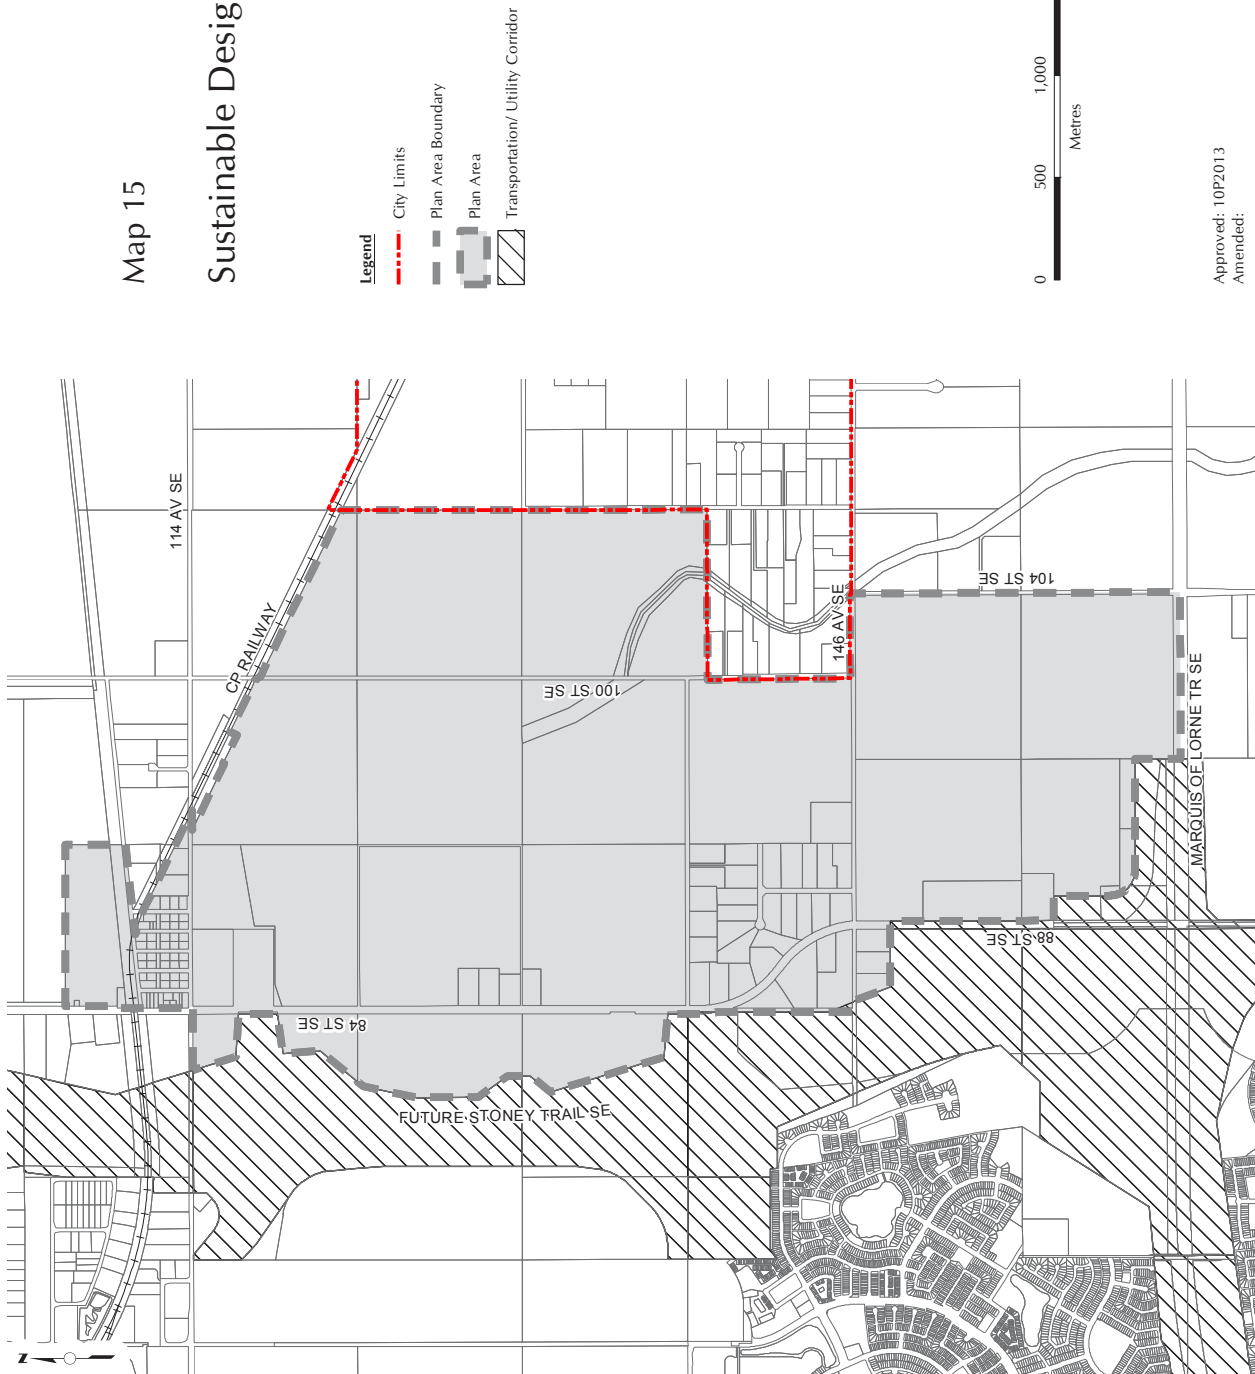 Map 15
Sustainable Desig
Legend
City Limits
Plan Area Boundary
Plan Area
Transportation/ Utility Corridor
0 500 1,000
Metres
Approved: 10P2013
Amended:
114 AV SE
CP RAILWAY
100 ST SE
146 AV SE
104 ST SE
MARQUIS OF LORNE TR SE
88 ST SE
84 ST SE
FUTURE STONEY TRAIL SE
N